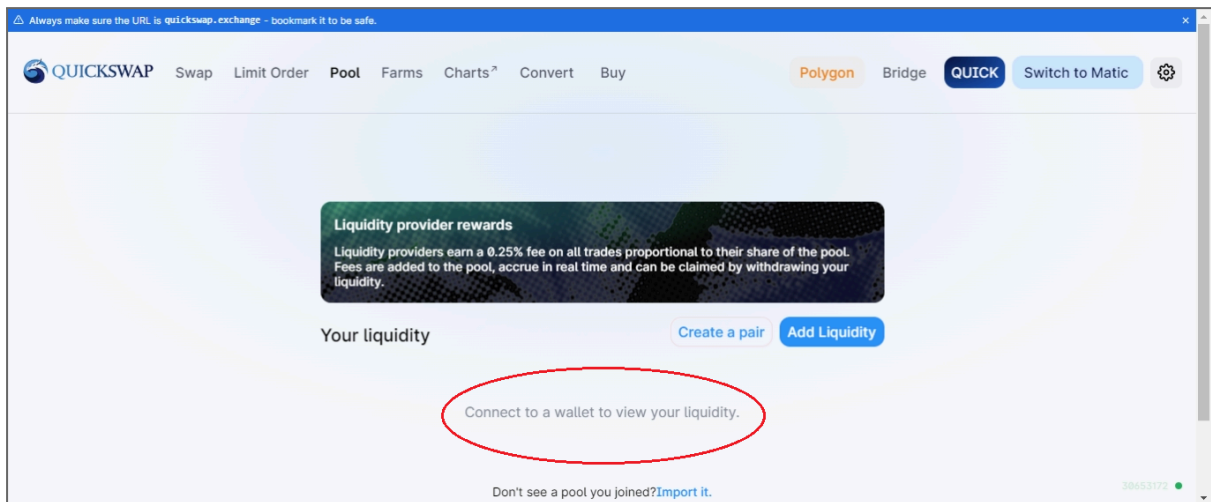 Always make sure the URL is quickswap.exchange - bookmark it to be safe.
QUICKSWAP Swap Limit Order Pool Farms Charts↗ Convert Buy Polygon Bridge QUICK Switch to Matic
Liquidity provider rewards
Liquidity providers earn a 0.25% fee on all trades proportional to their share of the pool.
Fees are added to the pool, accrue in real time and can be claimed by withdrawing your
liquidity.
Your liquidity Create a pair Add Liquidity
Connect to a wallet to view your liquidity.
Don't see a pool you joined?Import it.
30653172